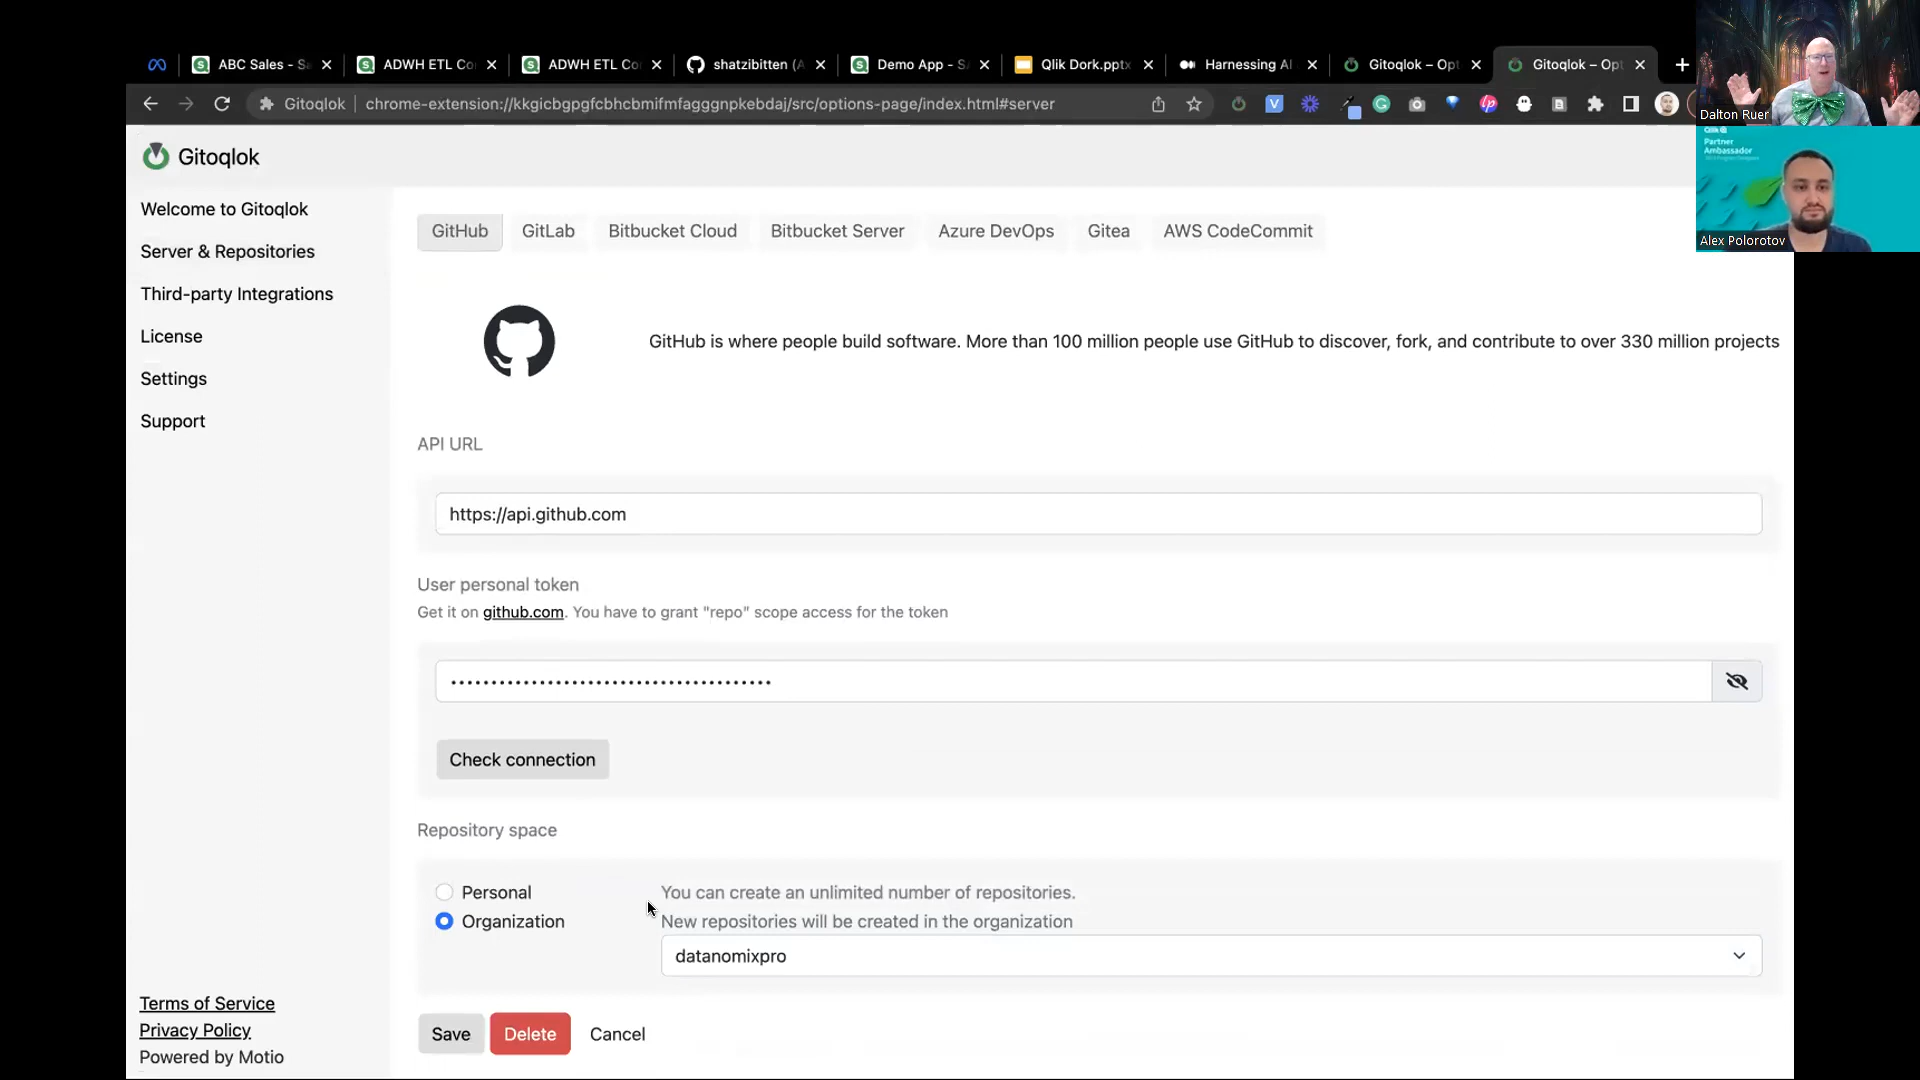 ABC Sales - S
ADWH ETL Co
ADWH ETL Co
shatzibitten (A
Demo App - S
Qlik Dork.pptx
Harnessing AI
Gitoqlok – Opt
Gitoqlok – Opt
Gitoqlok
chrome-extension://kkgicbgpgfcbhcbmifmfagggnpkebdaj/src/options-page/index.html#server
Dalton Ruer
Qlik
Partner
Ambassador
Alex Polorotov
Gitoqlok
Welcome to Gitoqlok
Server & Repositories
Third-party Integrations
License
Settings
Support
GitHub
GitLab
Bitbucket Cloud
Bitbucket Server
Azure DevOps
Gitea
AWS CodeCommit
GitHub is where people build software. More than 100 million people use GitHub to discover, fork, and contribute to over 330 million projects
API URL
https://api.github.com
User personal token
Get it on github.com. You have to grant "repo" scope access for the token
••••••••••••••••••••••••••••••••••••••••
Check connection
Repository space
Personal
You can create an unlimited number of repositories.
Organization
New repositories will be created in the organization
datanomixpro
Save
Delete
Cancel
Terms of Service
Privacy Policy
Powered by Motio